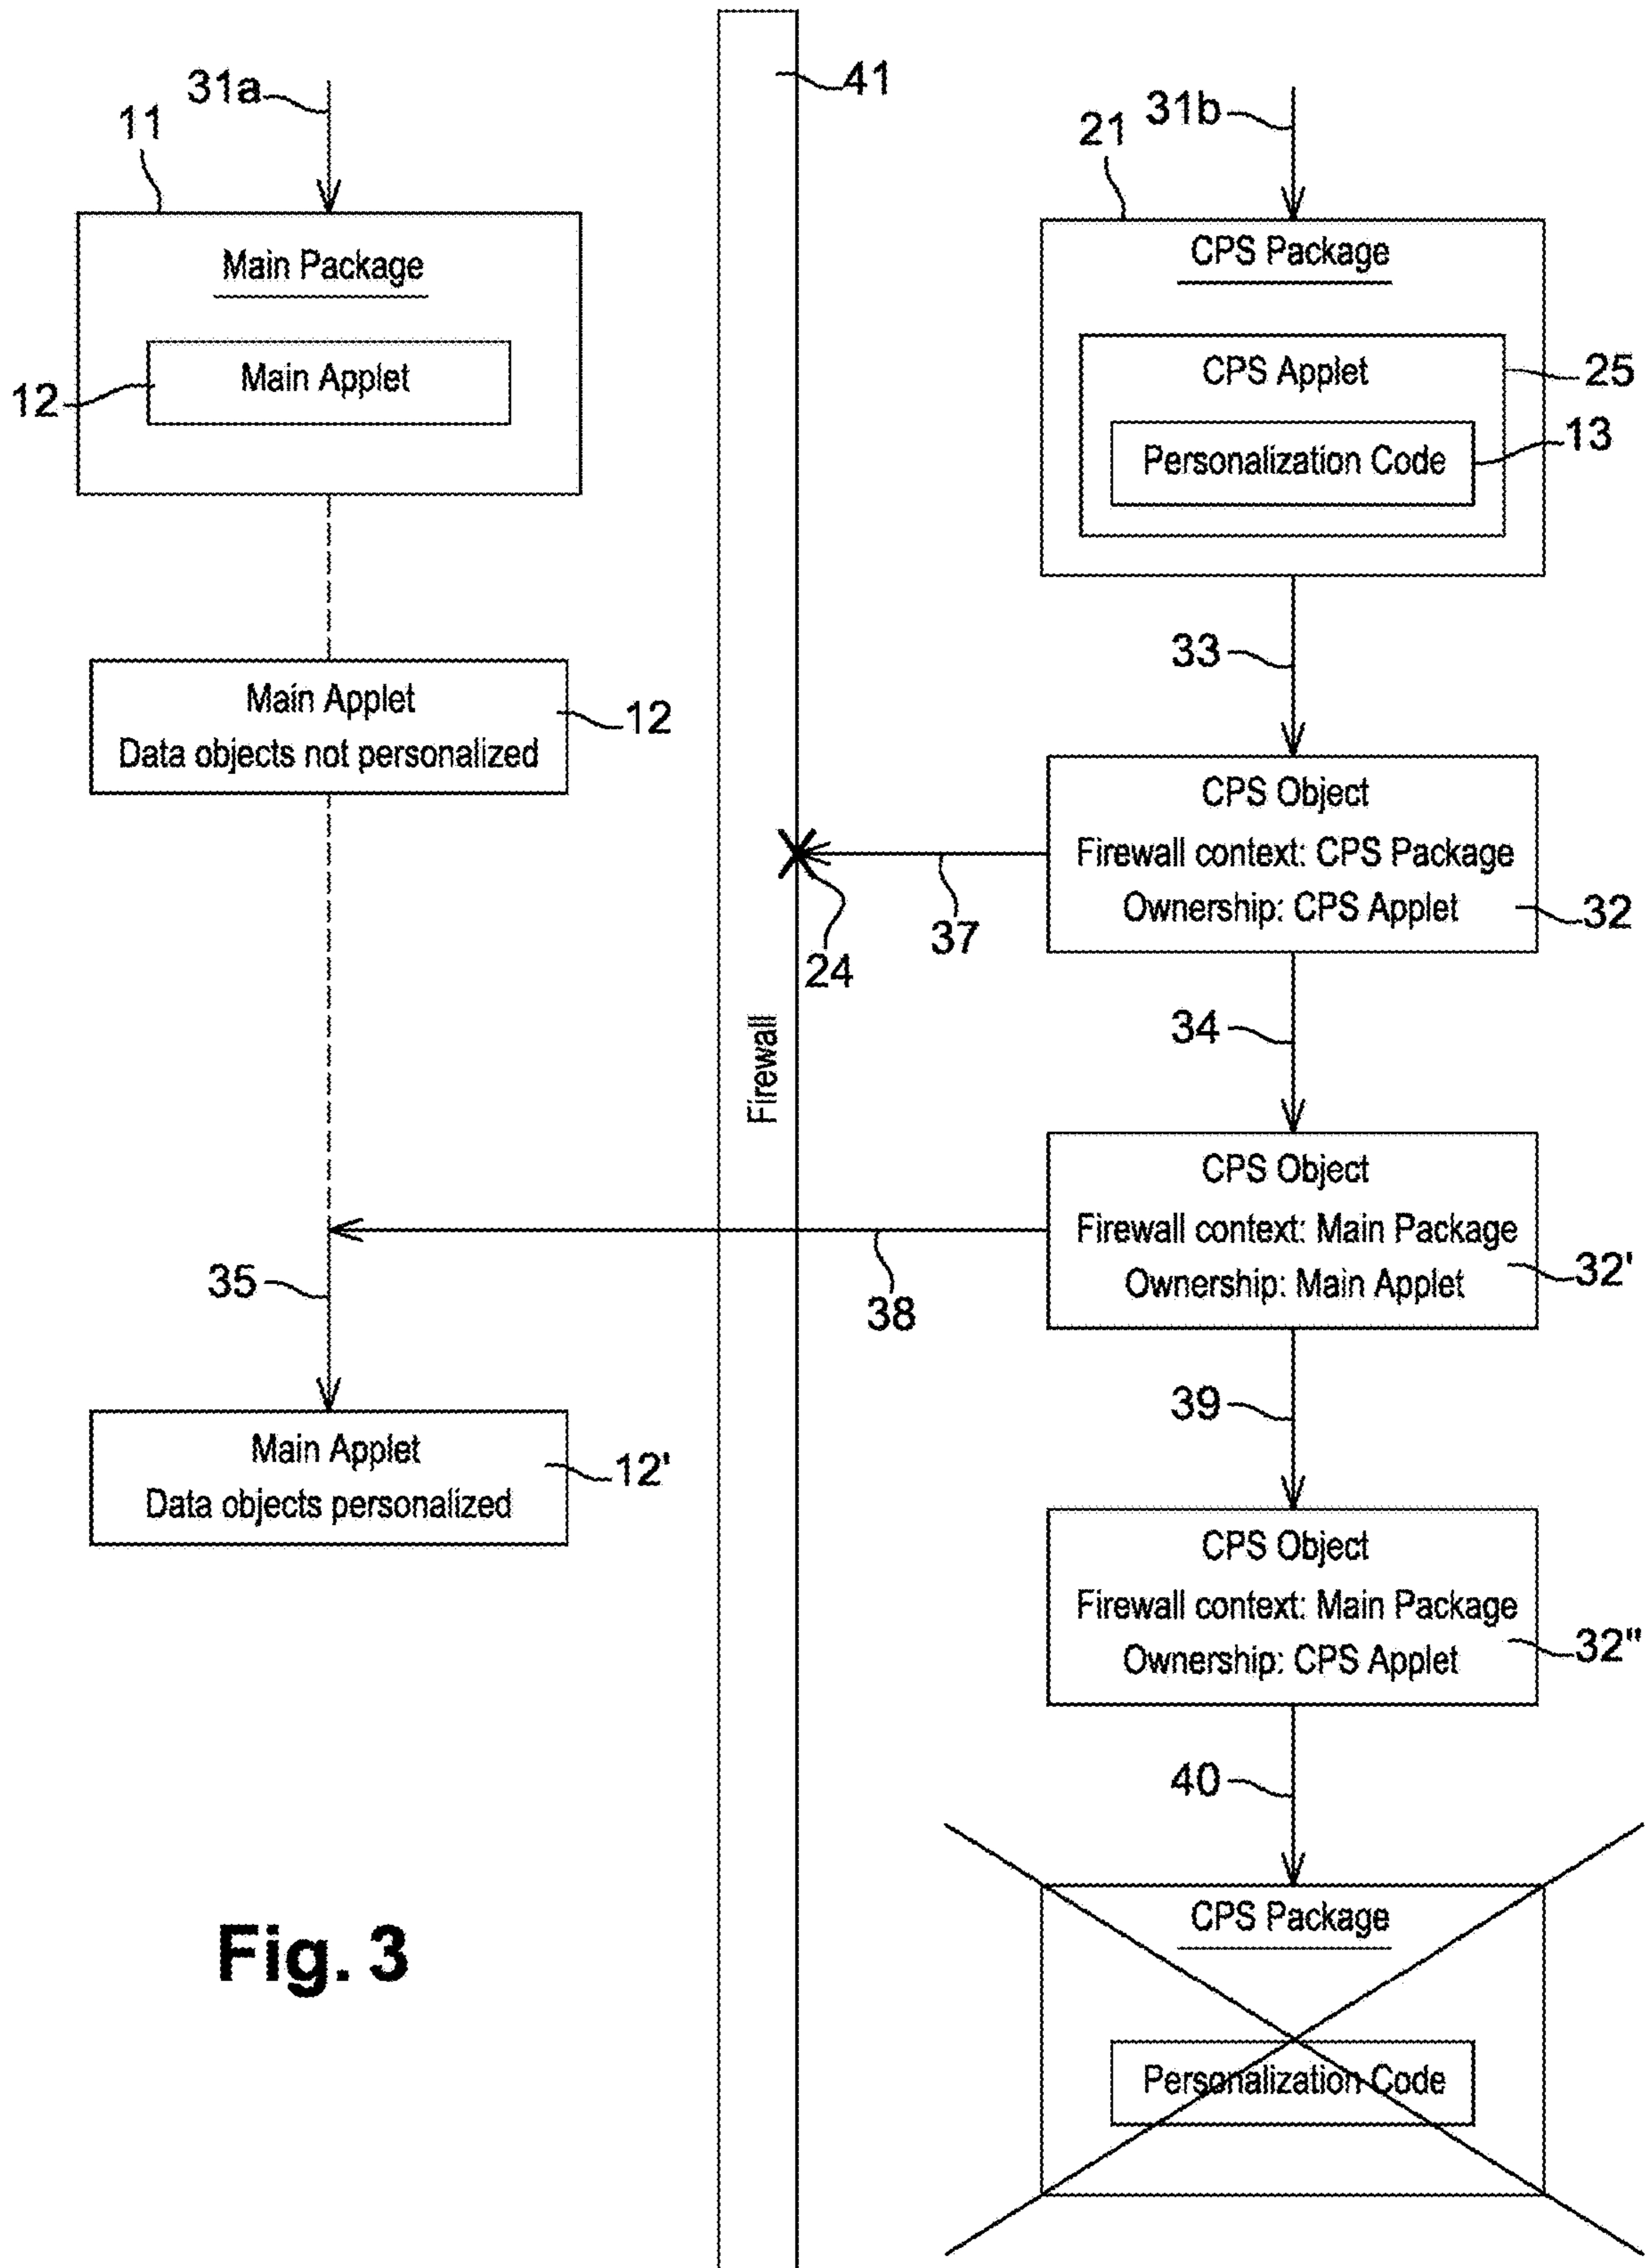 41
31a
31b
11
21
Main Package
CPS Package
Main Applet
12
CPS Applet
25
Personalization Code
13
33
Main Applet
Data objects not personalized
12
CPS Object
Firewall context: CPS Package
Ownership: CPS Applet
32
37
24
34
Firewall
CPS Object
Firewall context: Main Package
Ownership: Main Applet
32'
35
38
39
Main Applet
Data objects personalized
12'
CPS Object
Firewall context: Main Package
Ownership: CPS Applet
32"
40
CPS Package
Personalization Code
Fig. 3